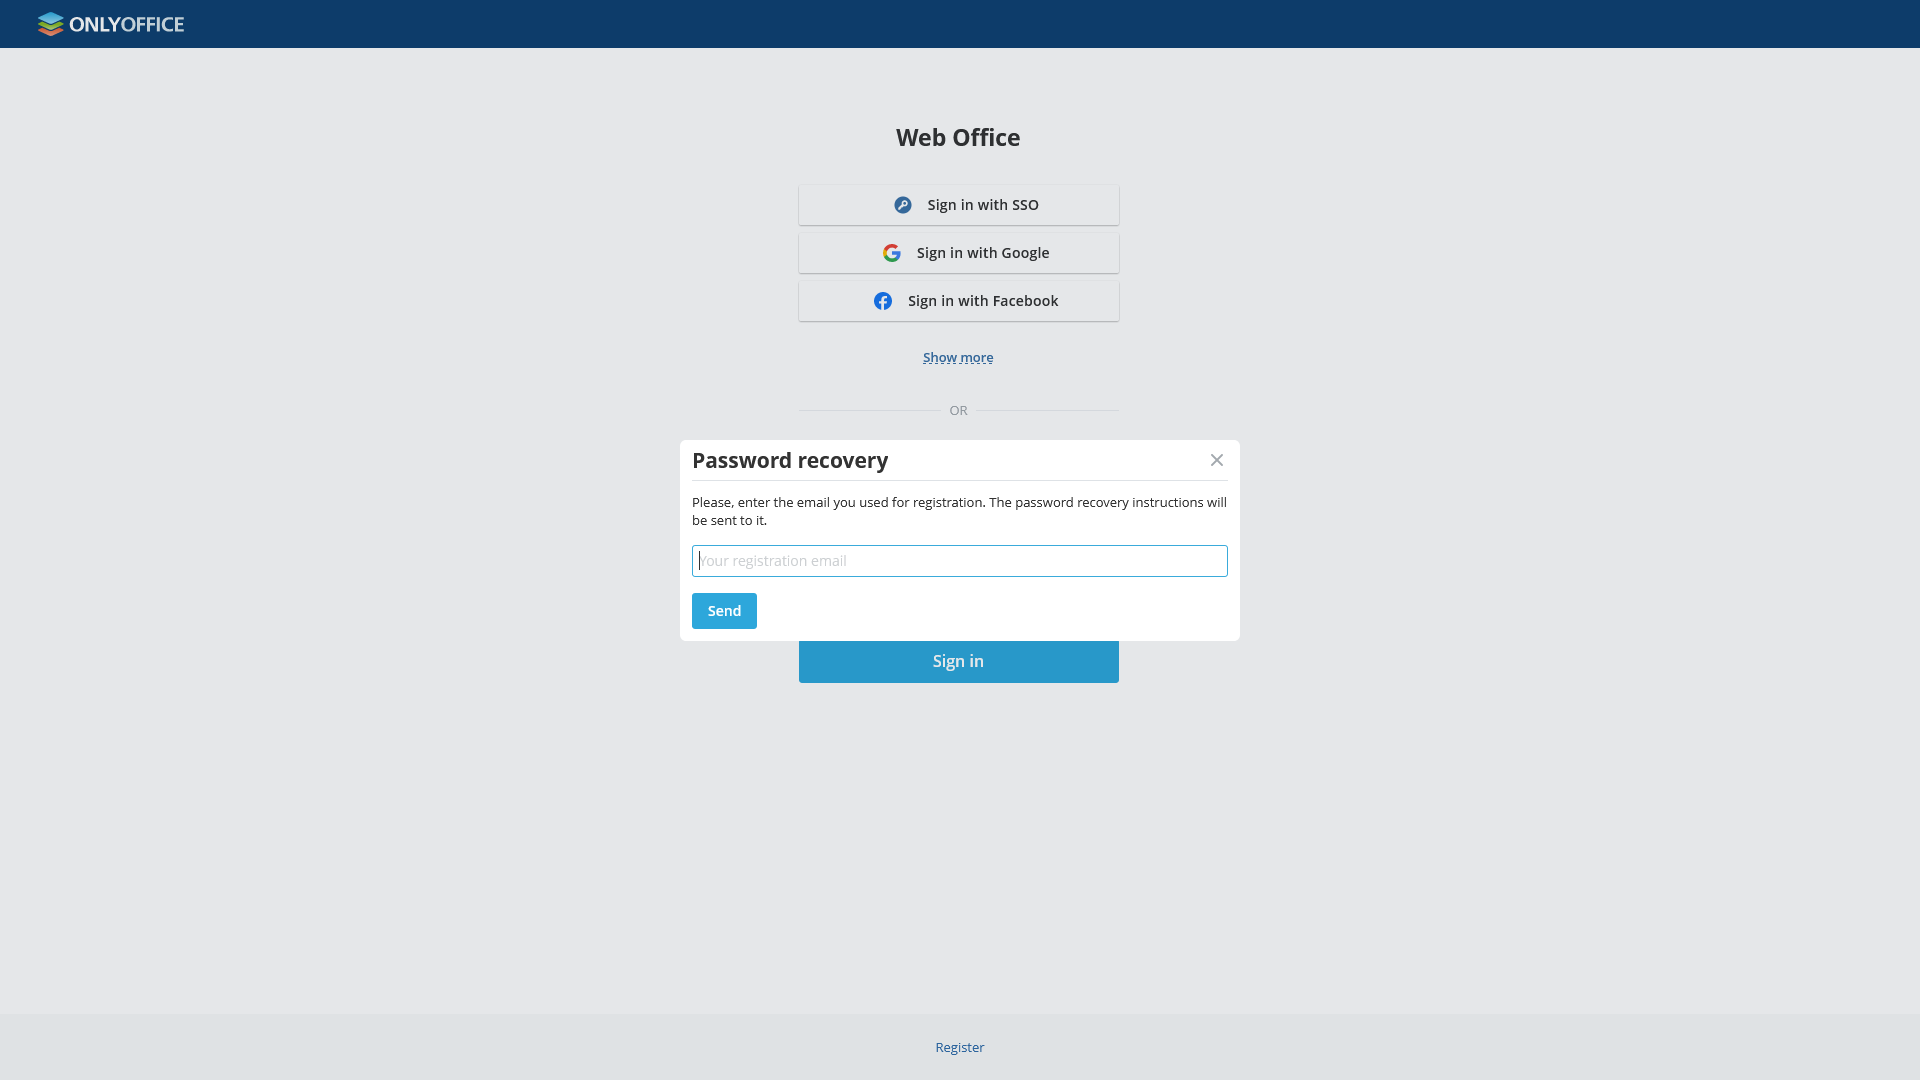 ONLYOFFICE
Web Office
Sign in with SSO
Sign in with Google
Sign in with Facebook
Show more
OR
Password recovery
Please, enter the email you used for registration. The password recovery instructions will
be sent to it.
Your registration email
Send
Sign in
Register